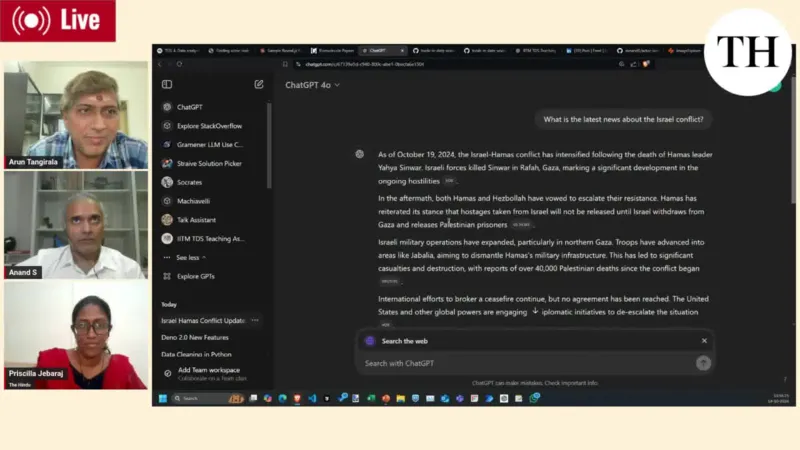 Live
TH
Arun Tangirala
Anand S
Priscilla Jebaraj
The Hindu
ChatGPT
ChatGPT 4o
ChatGPT
Explore StackOverflow
Gramener LLM Use C...
Straive Solution Picker
Socrates
Machiavelli
Talk Assistant
IITM TDS Teaching As...
See less
Explore GPTs
Today
Israel Hamas Conflict Update
Deno 2.0 New Features
Data Cleaning in Python
Add Team workspace
Collaborate on a Team plan
What is the latest news about the Israel conflict?
As of October 19, 2024, the Israel-Hamas conflict has intensified following the death of Hamas leader
Yahya Sinwar. Israeli forces killed Sinwar in Rafah, Gaza, marking a significant development in the
ongoing hostilities
In the aftermath, both Hamas and Hezbollah have vowed to escalate their resistance. Hamas has
reiterated its stance that hostages taken from Israel will not be released until Israel withdraws from
Gaza and releases Palestinian prisoners
Israeli military operations have expanded, particularly in northern Gaza. Troops have advanced into
areas like Jabalia, aiming to dismantle Hamas's military infrastructure. This has led to significant
casualties and destruction, with reports of over 40,000 Palestinian deaths since the conflict began
International efforts to broker a ceasefire continue, but no agreement has been reached. The United
States and other global powers are engaging iplomatic initiatives to de-escalate the situation
Search the web
Search with ChatGPT
ChatGPT can make mistakes. Check important info.
Search